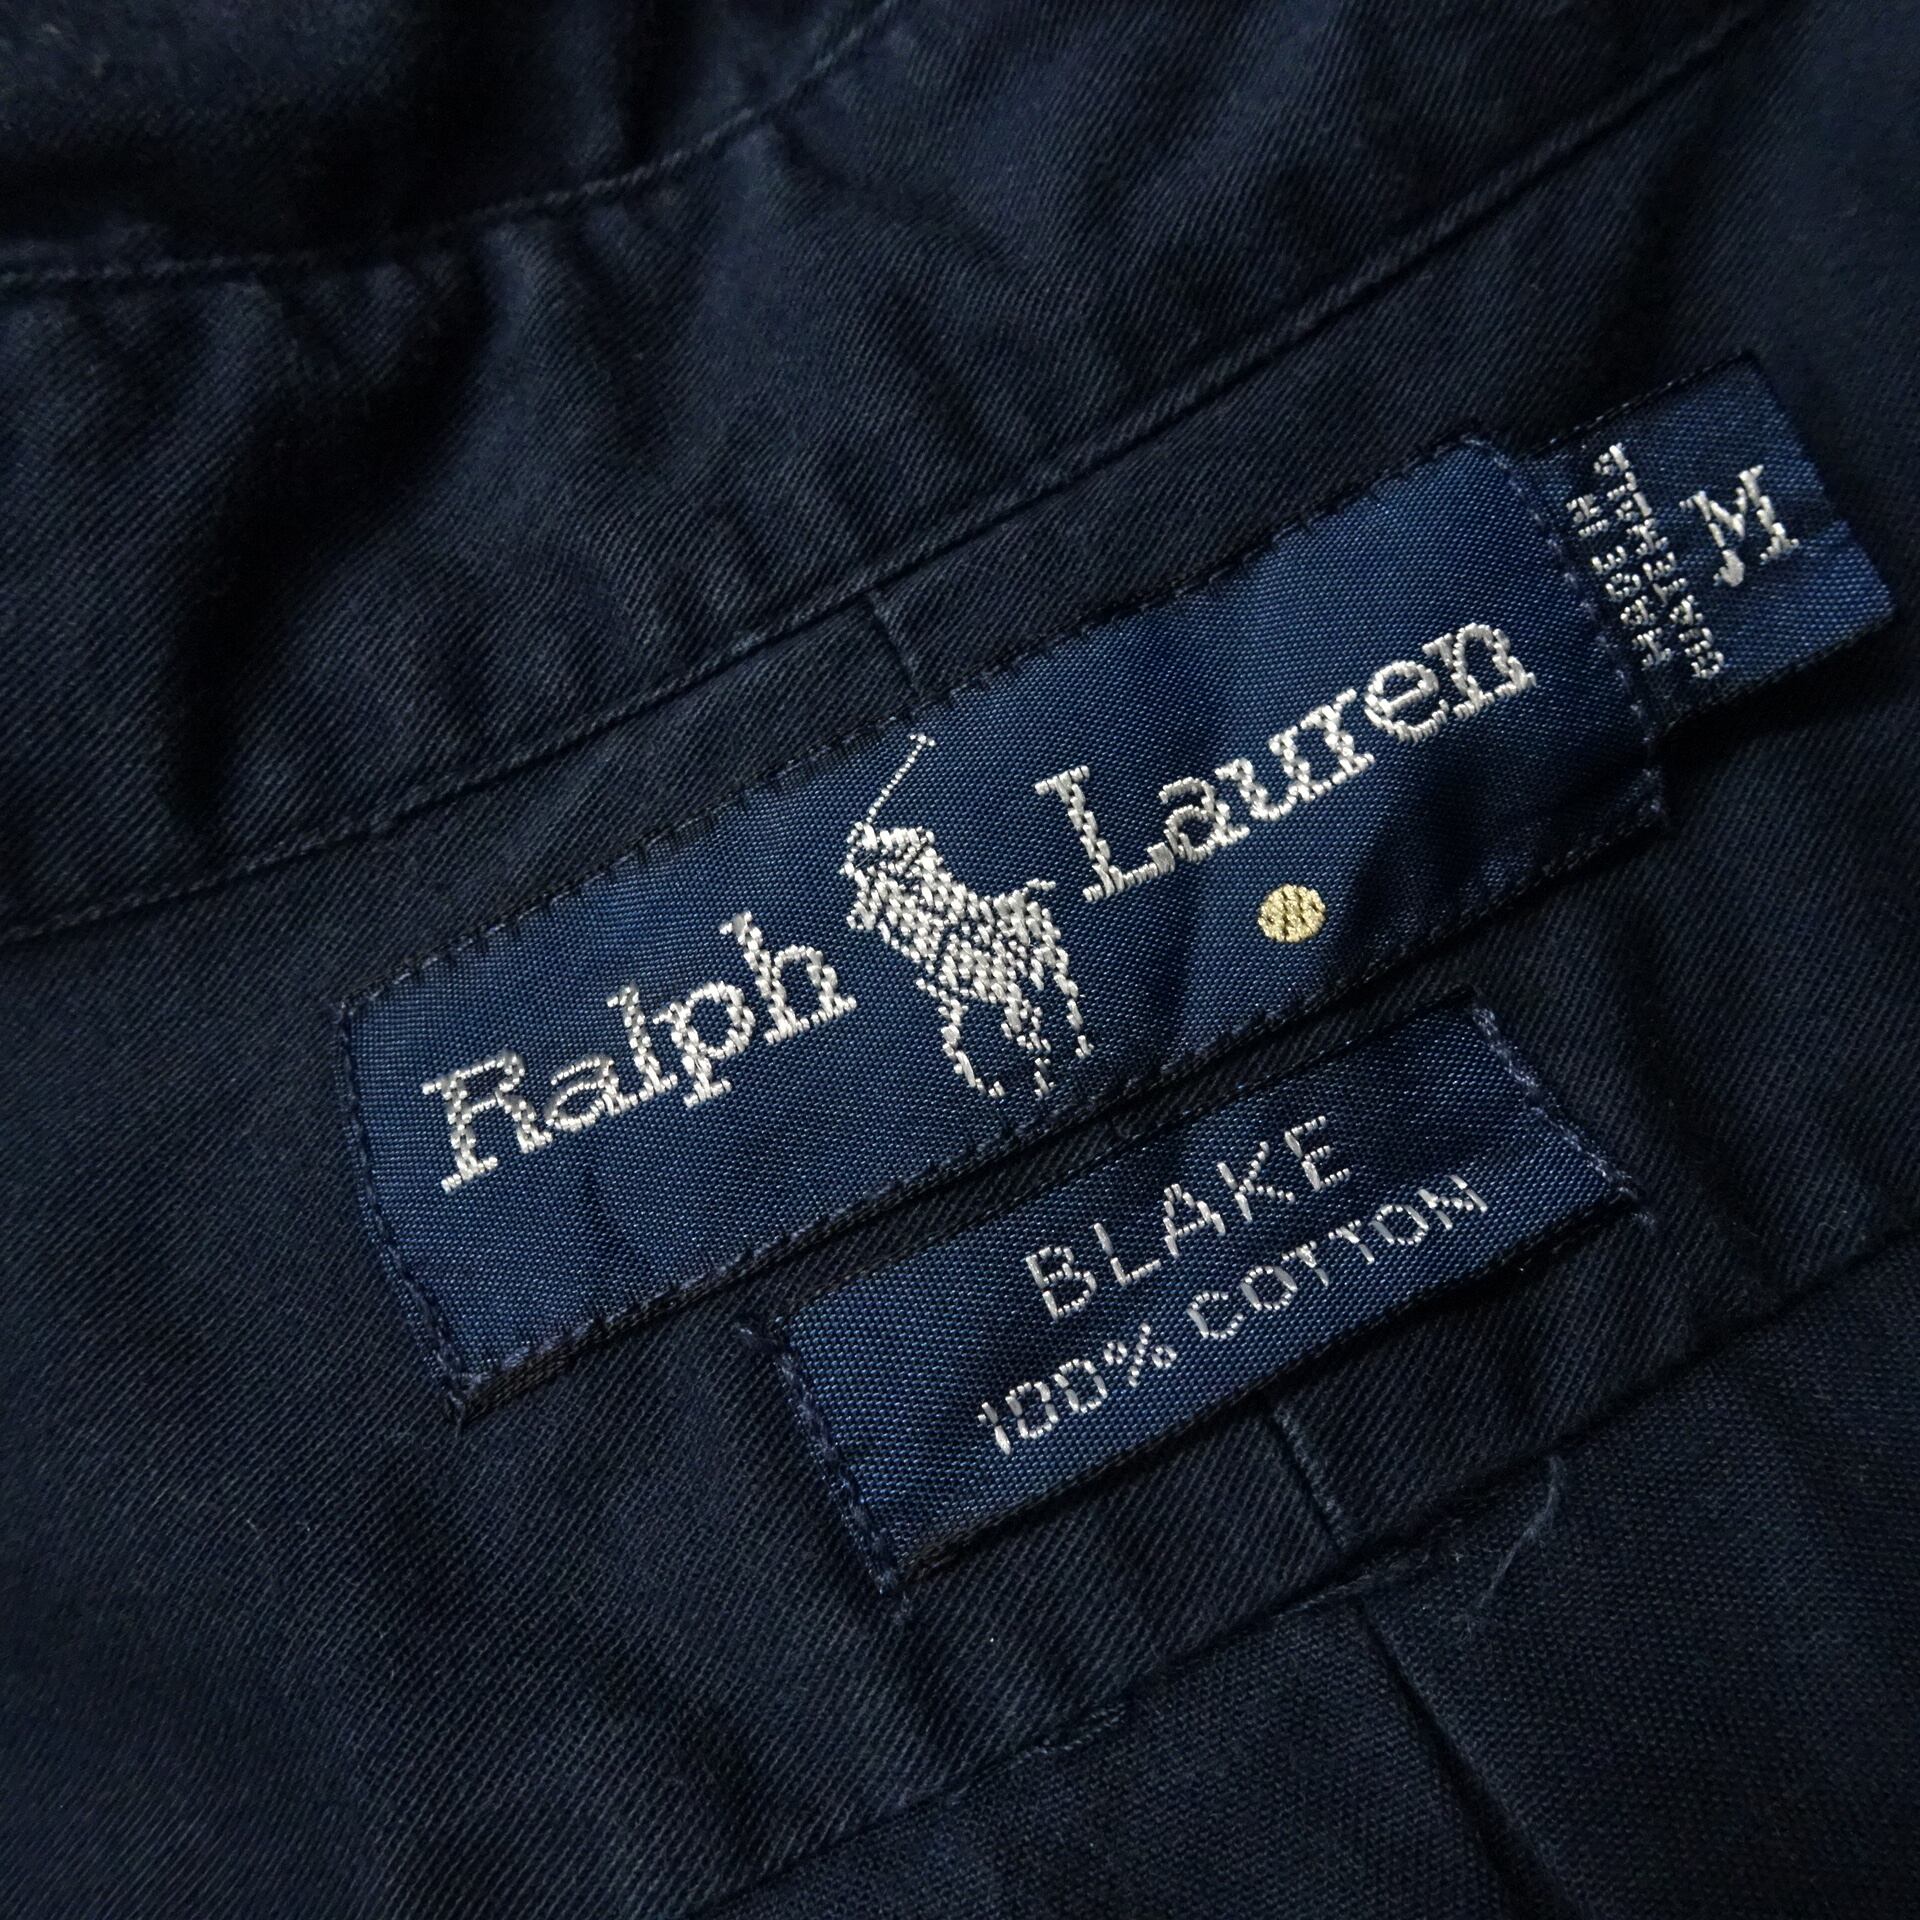 Ralph Lauren
M
BLAKE
100% COTTON